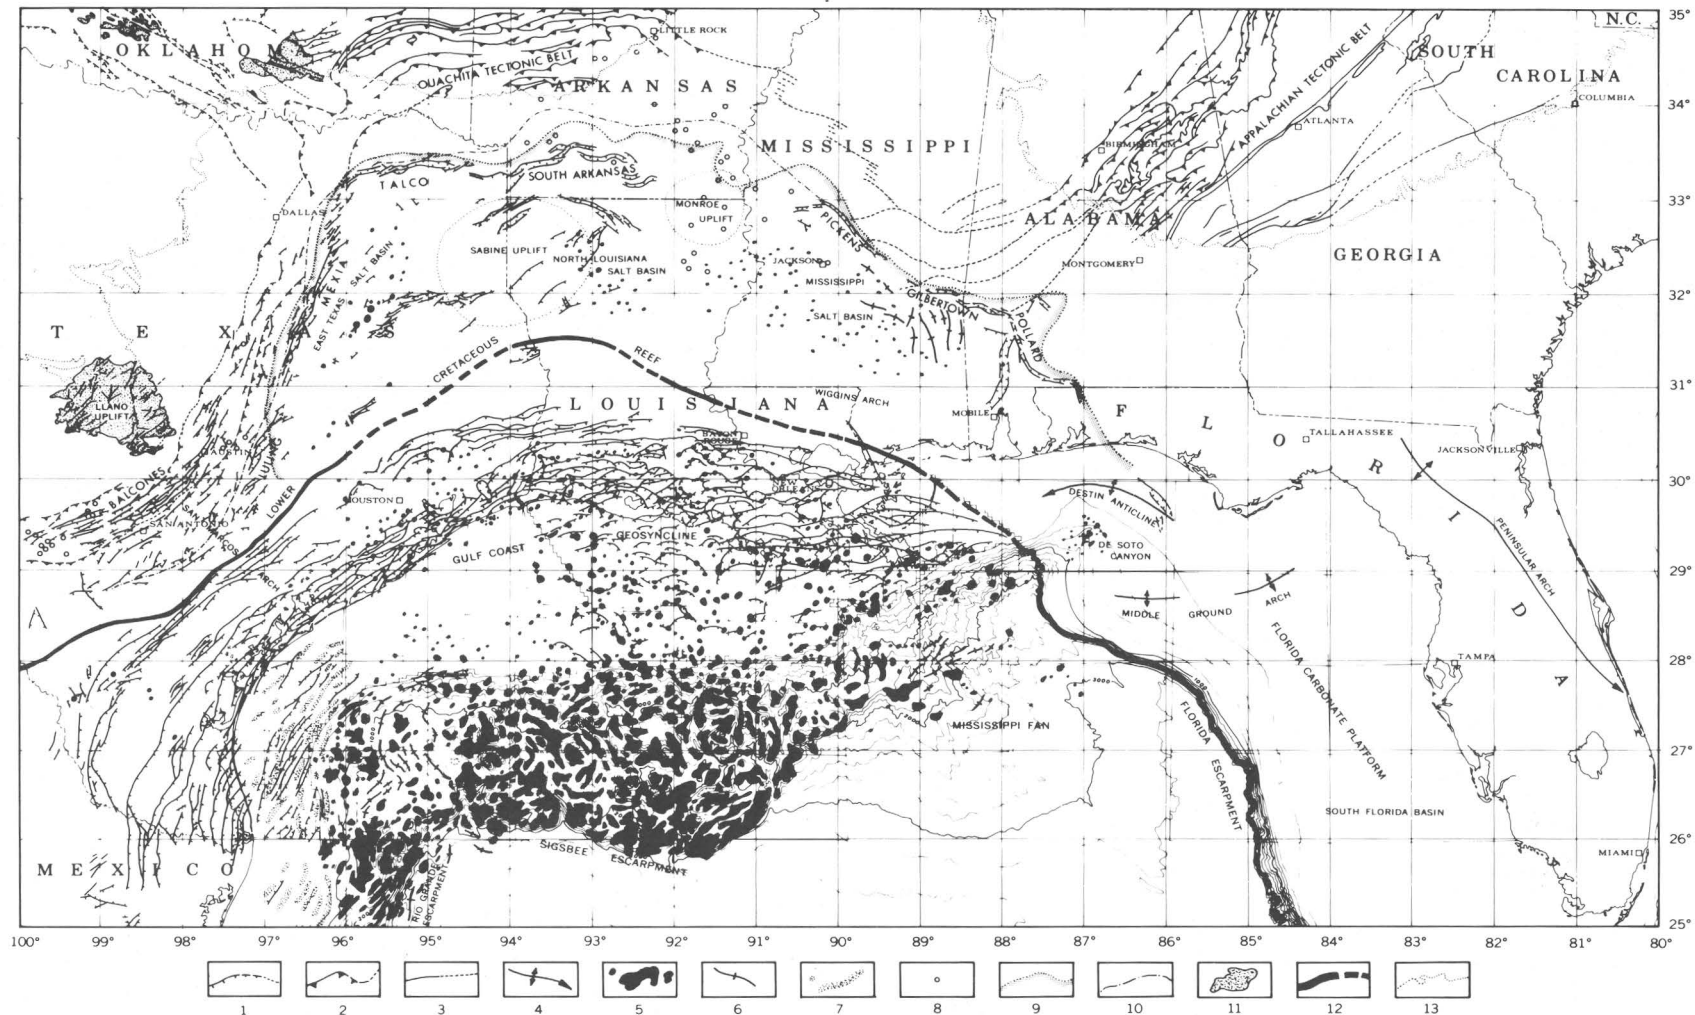 N.C.
35°
OKLAHOMA
LITTLE ROCK
OUACHITA TECTONIC BELT
ARKANSAS
SOUTH
CAROLINA
COLUMBIA
34°
APPALACHIAN TECTONIC BELT
ATLANTA
BIRMINGHAM
MISSISSIPPI
TALCO
SOUTH ARKANSAS
DALLAS
MONROE
UPLIFT
PICKENS
ALABAMA
33°
SABINE UPLIFT
NORTH LOUISIANA
SALT BASIN
JACKSON
MISSISSIPPI
SALT BASIN
MONTGOMERY
GEORGIA
MEXIA
EAST TEXAS SALT BASIN
GILBERTOWN
POLLARD
32°
TEXAS
CRETACEOUS
REEF
LLANO
UPLIFT
LOUISIANA
WIGGINS ARCH
MOBILE
31°
FLORIDA
TALLAHASSEE
JACKSONVILLE
BATON
ROUGE
AUSTIN
LULING
BALCONES
SAN ANTONIO
SAN MARCOS
ARCH
LOWER
HOUSTON
NEW
ORLEANS
30°
DESTIN ANTICLINE
DE SOTO
CANYON
GULF COAST
GEOSYNCLINE
PENINSULAR ARCH
29°
MIDDLE
GROUND
ARCH
FLORIDA CARBONATE PLATFORM
TAMPA
28°
3000
1000
FLORIDA
ESCARPMENT
MISSISSIPPI FAN
27°
SOUTH FLORIDA BASIN
26°
MIAMI
SIGSBEE
ESCARPMENT
MEXICO
RIO GRANDE
ESCARPMENT
25°
100° 99° 98° 97° 96° 95° 94° 93° 92° 91° 90° 89° 88° 87° 86° 85° 84° 83° 82° 81° 80°
1 2 3 4 5 6 7 8 9 10 11 12 13